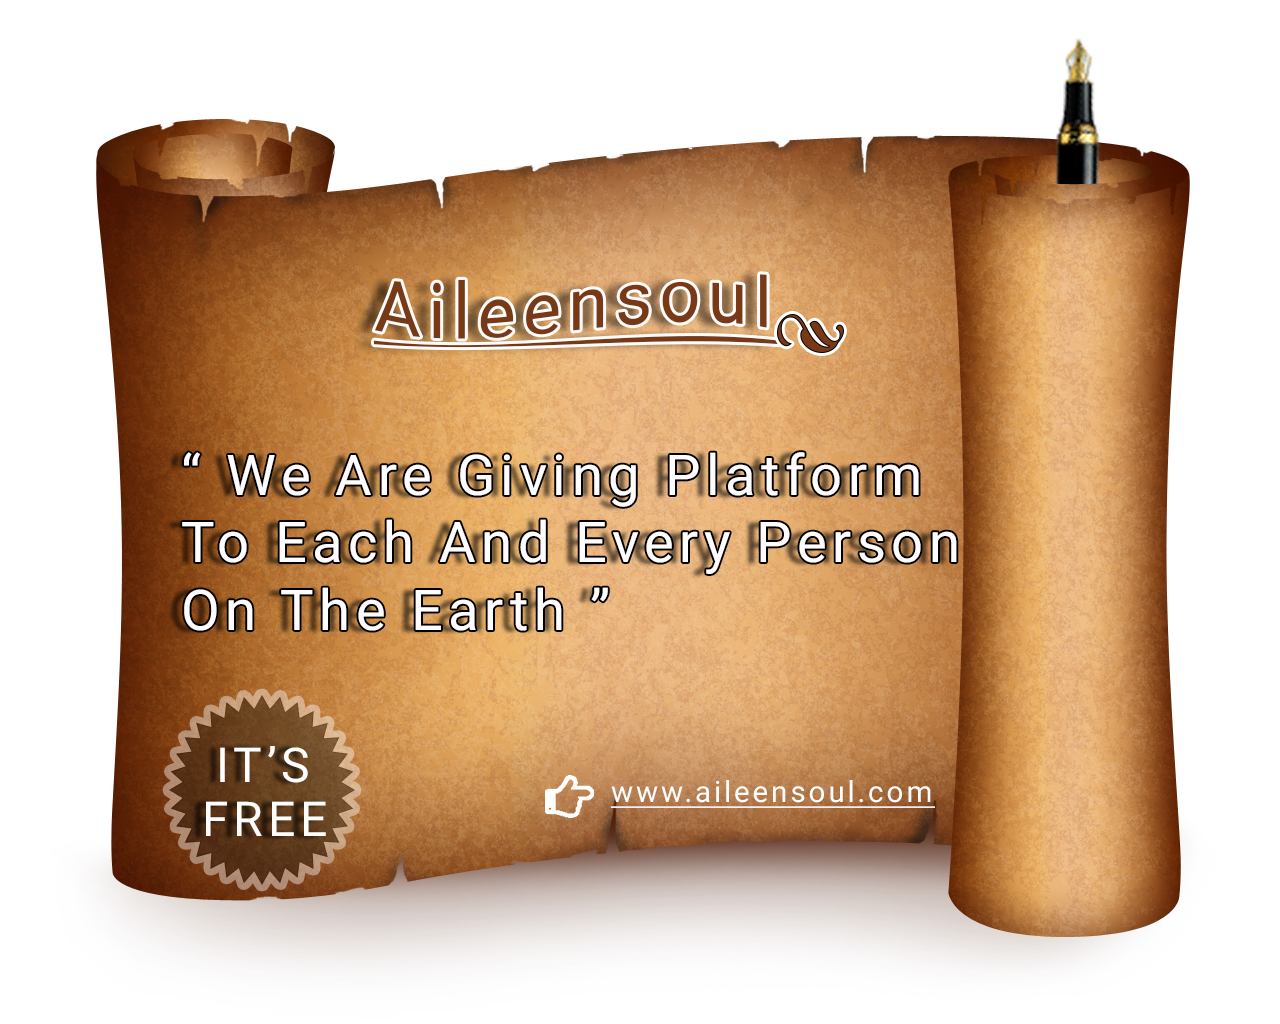 Aileensoul
“ We Are Giving Platform
To Each And Every Person
On The Earth ”
IT’S
FREE
www.aileensoul.com